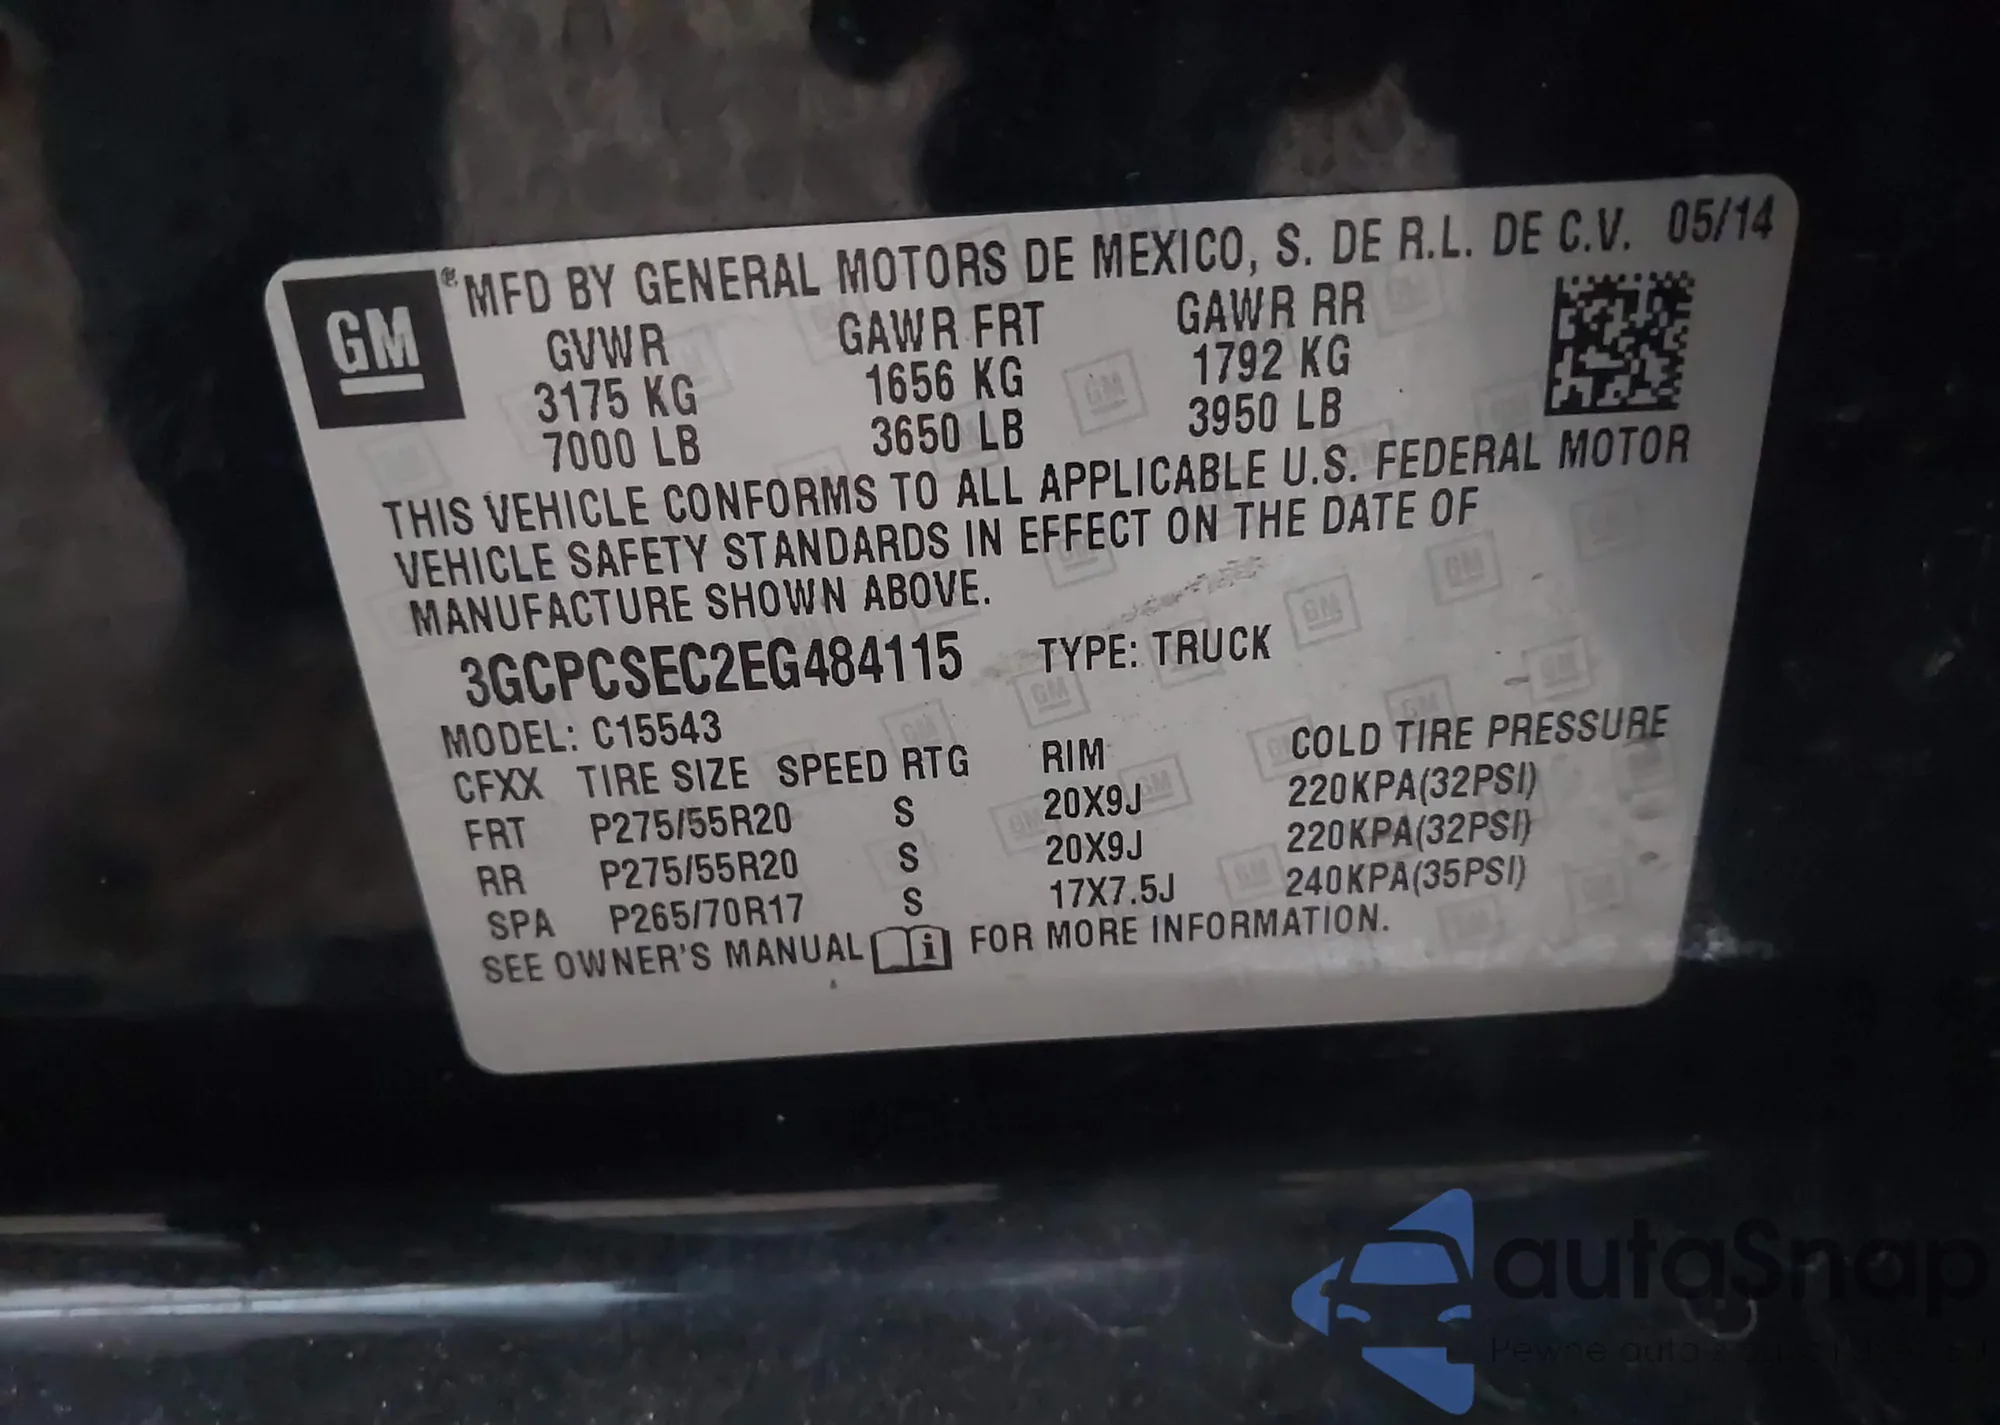 GM
®MFD BY GENERAL MOTORS DE MEXICO, S. DE R.L. DE C.V. 05/14
GVWR GAWR FRT GAWR RR
3175 KG 1656 KG 1792 KG
7000 LB 3650 LB 3950 LB
THIS VEHICLE CONFORMS TO ALL APPLICABLE U.S. FEDERAL MOTOR
VEHICLE SAFETY STANDARDS IN EFFECT ON THE DATE OF
MANUFACTURE SHOWN ABOVE.
3GCPCSEC2EG484115 TYPE: TRUCK
MODEL: C15543
CFXX TIRE SIZE SPEED RTG RIM COLD TIRE PRESSURE
FRT P275/55R20 S 20X9J 220KPA(32PSI)
RR P275/55R20 S 20X9J 220KPA(32PSI)
SPA P265/70R17 S 17X7.5J 240KPA(35PSI)
SEE OWNER'S MANUAL i FOR MORE INFORMATION.
autaSnap
Pewne auto z